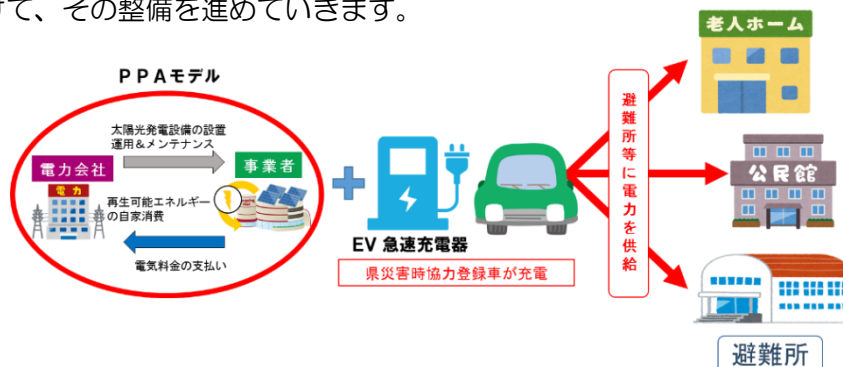 けて、その整備を進めていきます。
PPAモデル
太陽光発電設備の設置
運用&メンテナンス
電力会社
事業者
電力
再生可能エネルギー
の自家消費
電気料金の支払い
EV 急速充電器
県災害時協力登録車が充電
避難所等に電力を供給
老人ホーム
公民館
避難所